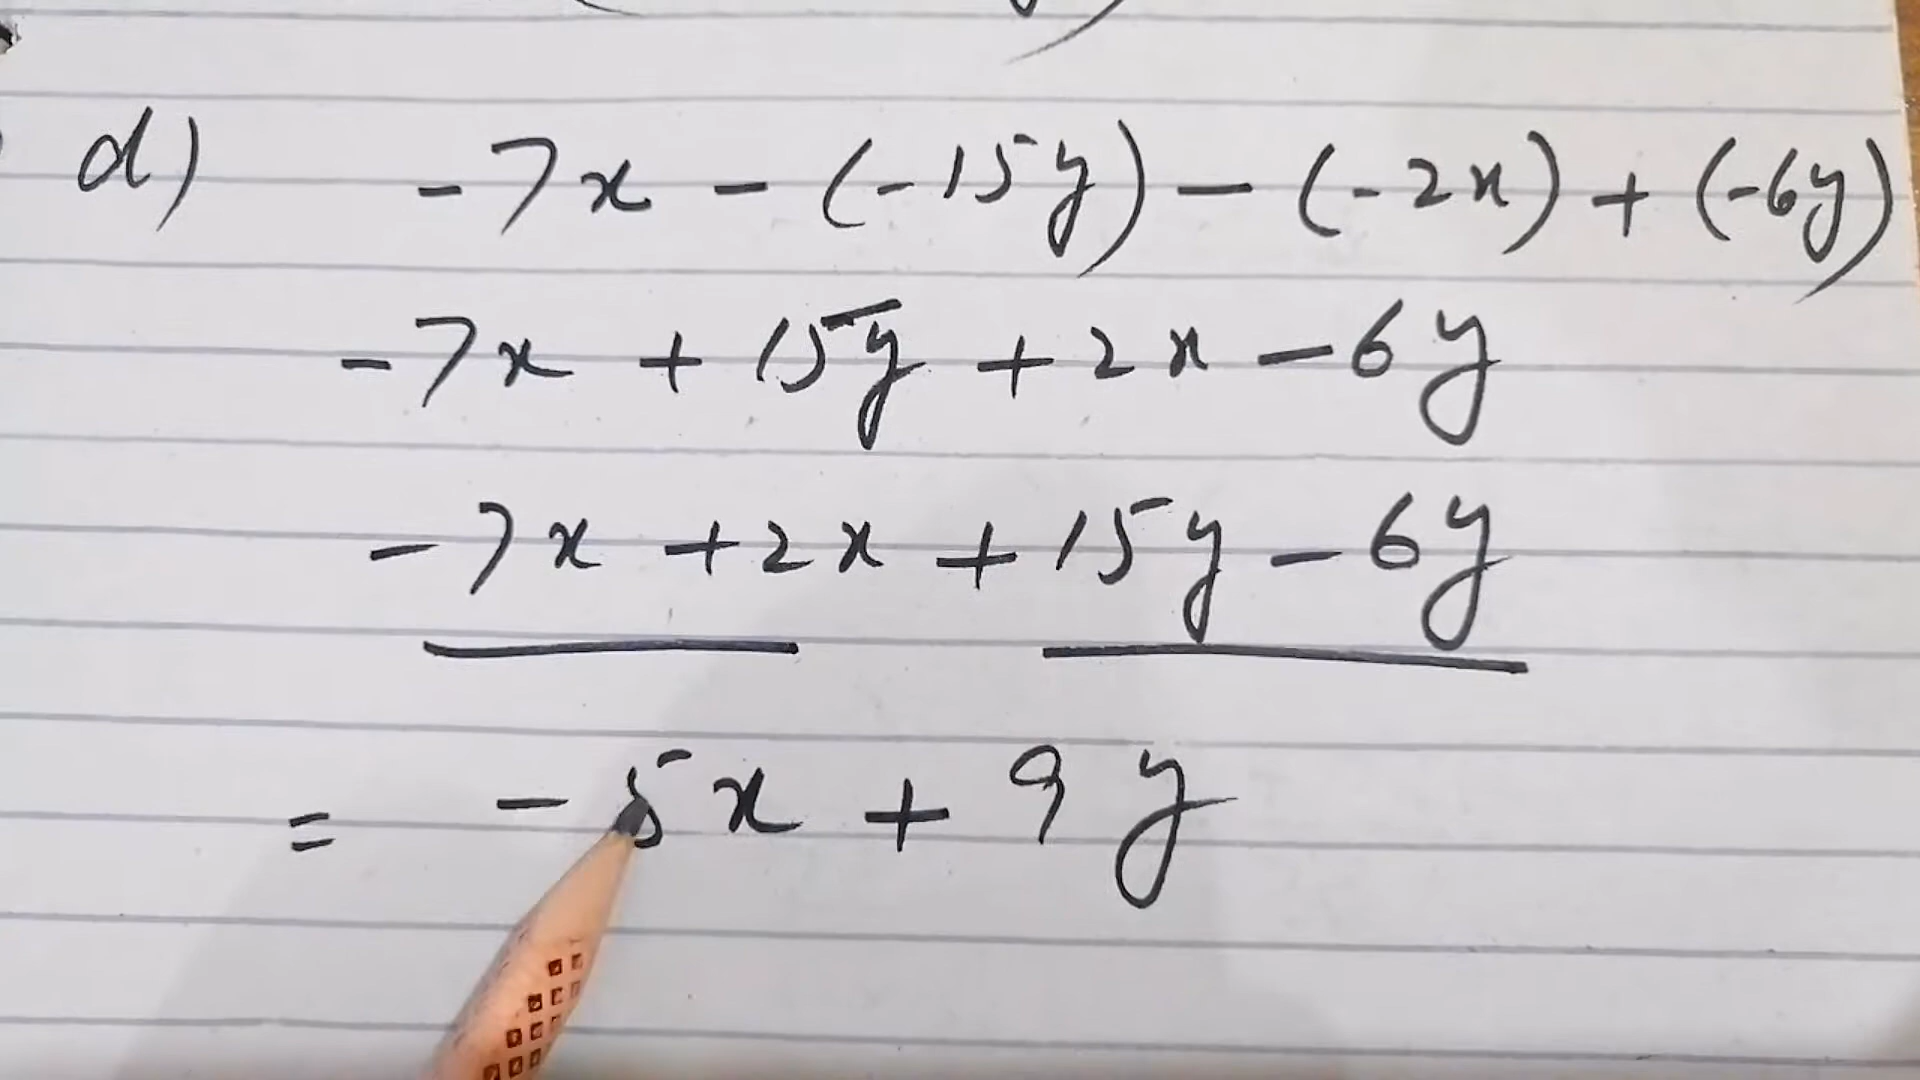 d) -7x - (-15y) - (-2x) + (-6y)
-7x + 15y + 2x - 6y
-7x + 2x + 15y - 6y
= -5x + 9y